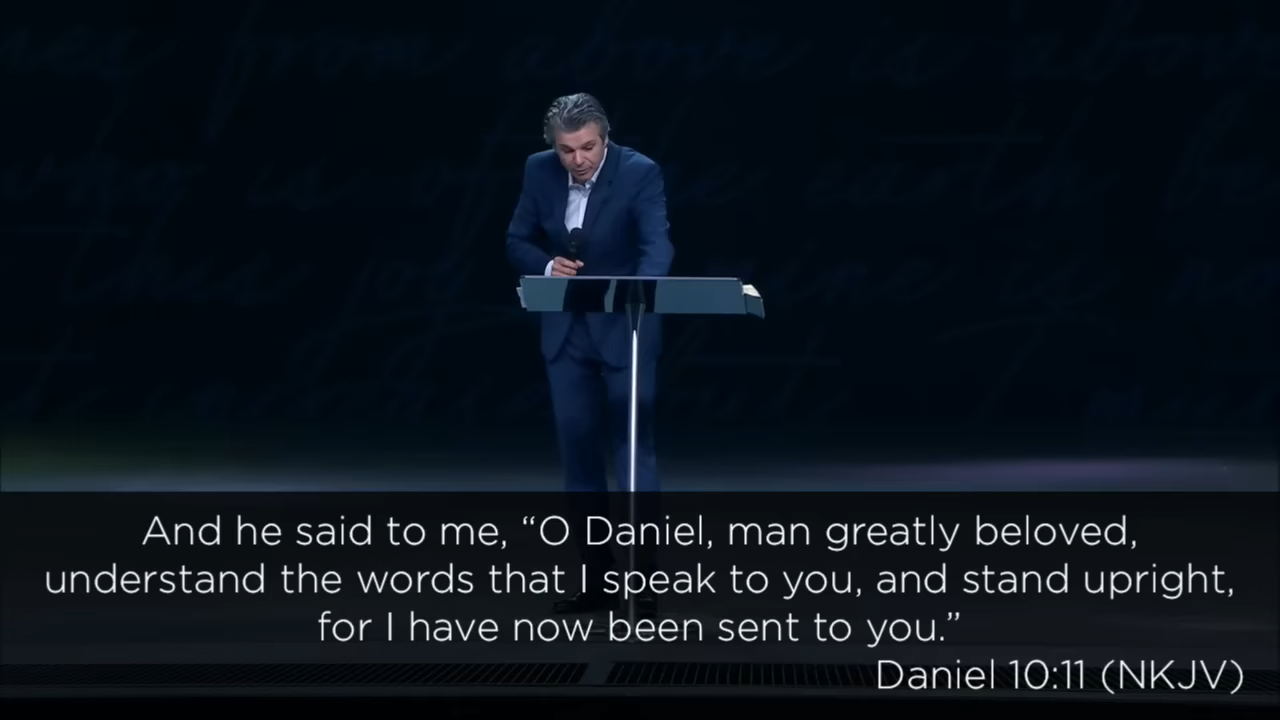 And he said to me, “O Daniel, man greatly beloved,
understand the words that I speak to you, and stand upright,
for I have now been sent to you.”
Daniel 10:11 (NKJV)